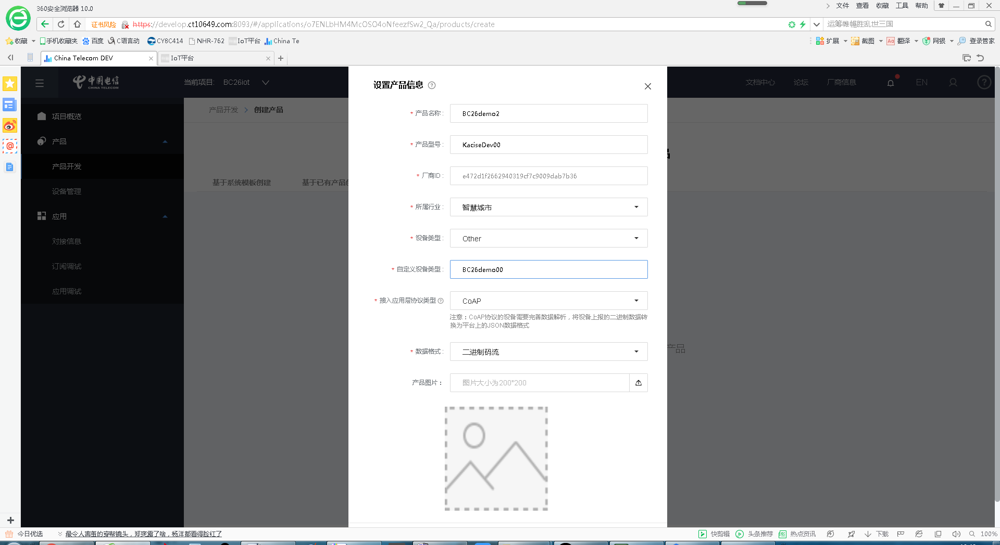 360安全浏览器 10.0
文件 查看 收藏 工具 帮助
证书风险 https://develop.ct10649.com:8093/#/applications/o7ENLbHM4McOSO4oNfeezfSw2_Qa/products/create
运筹帷幄胜乱世三国
收藏 手机收藏夹 百度 C语言动 CY8C414 NHR-762 IoT平台 China Te
扩展 截图 翻译 网银 登录管家
China Telecom DEV IoT平台
中国电信
CHINA TELECOM
当前项目: BC26iot
文档中心 论坛 厂商信息 EN
项目概览
产品
产品开发
设备管理
应用
对接信息
订阅调试
应用调试
产品开发 创建产品
基于系统模板创建 基于已有产品
产品
设置产品信息
* 产品名称: BC26demo2
* 产品型号: KaciseDev00
* 厂商ID: e472d1f2662940319cf7c9009dab7b36
* 所属行业: 智慧城市
* 设备类型: Other
* 自定义设备类型: BC26demo00
* 接入应用层协议类型 CoAP
注意：CoAP协议的设备需要完善数据解析，将设备上报的二进制数据转
换为平台上的JSON数据格式
* 数据格式: 二进制码流
产品图片： 图片大小为200*200
今日优选 最令人害羞的穿帮镜头，郑爽露了啥，杨洋都看得脸红了
快剪辑 头条推荐 热点资讯 下载 100%